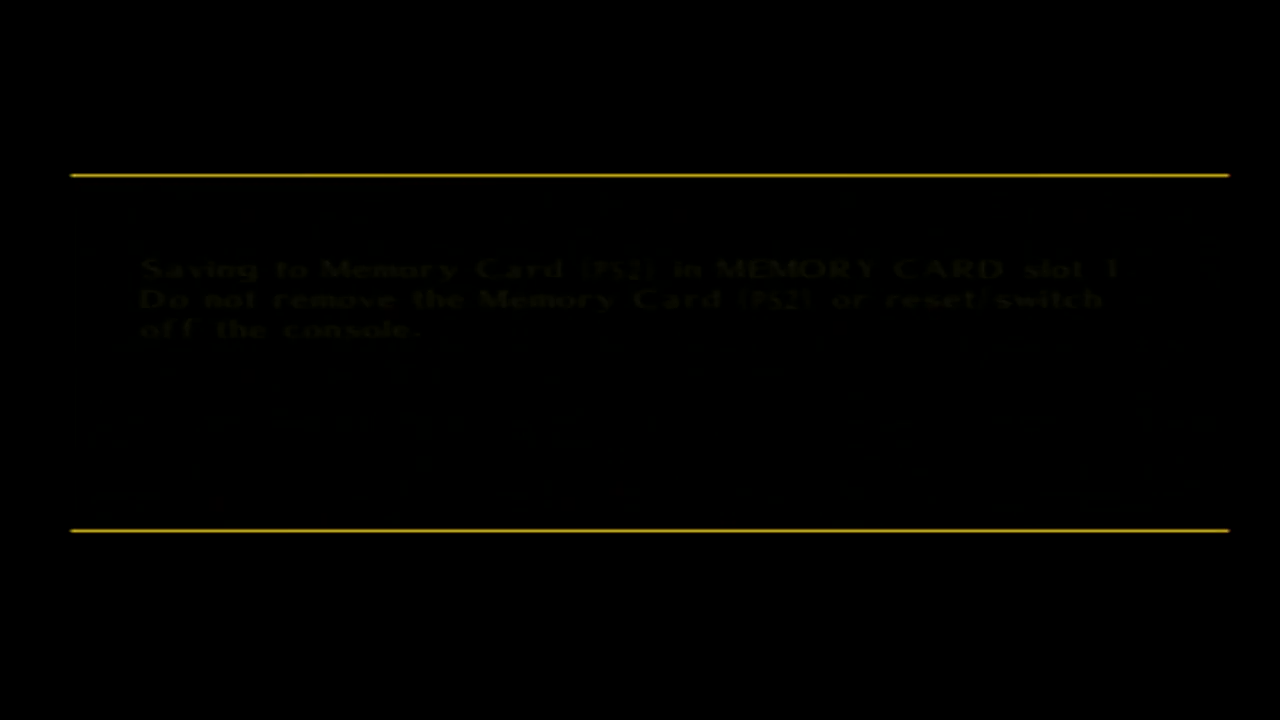 Saving to Memory Card (PS2) in MEMORY CARD slot 1.
Do not remove the Memory Card (PS2), or reset/switch
off the console.